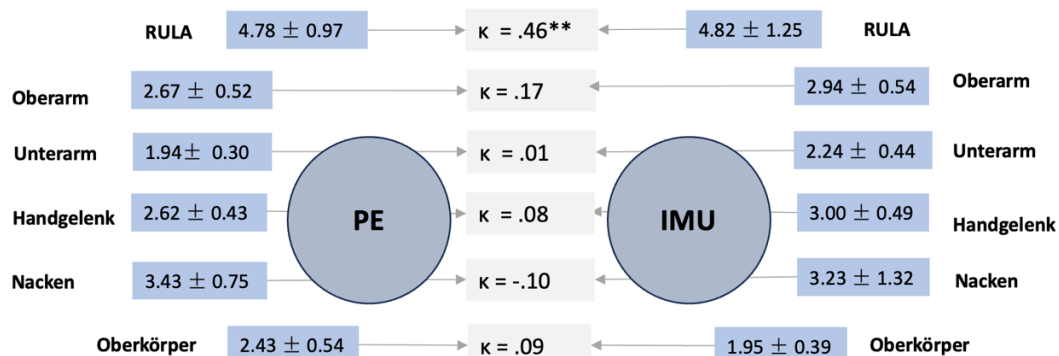 RULA 4.78 ± 0.97 κ = .46** 4.82 ± 1.25 RULA
Oberarm 2.67 ± 0.52 κ = .17 2.94 ± 0.54 Oberarm
Unterarm 1.94 ± 0.30 κ = .01 2.24 ± 0.44 Unterarm
PE IMU
Handgelenk 2.62 ± 0.43 κ = .08 3.00 ± 0.49 Handgelenk
Nacken 3.43 ± 0.75 κ = -.10 3.23 ± 1.32 Nacken
Oberkörper 2.43 ± 0.54 κ = .09 1.95 ± 0.39 Oberkörper